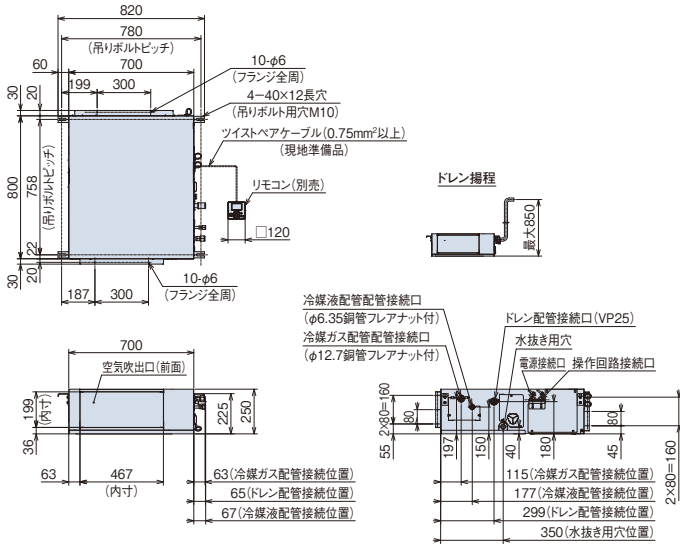 820
780
(吊りボルトピッチ)
60
700
199
300
30
20
10-φ6
(フランジ全周)
4−40×12長穴
(吊りボルト用穴M10)
ツイストペアケーブル(0.75mm²以上)
(現地準備品)
800
758
(吊りボルトピッチ)
リモコン(別売)
□120
22
20
30
187
300
10-φ6
(フランジ全周)
ドレン揚程
最大850
冷媒液配管配管接続口
(φ6.35銅管フレアナット付)
冷媒ガス配管配管接続口
(φ12.7銅管フレアナット付)
ドレン配管接続口(VP25)
水抜き用穴
電源接続口
操作回路接続口
700
空気吹出口(前面)
199
(内寸)
36
225
250
63
467
(内寸)
63(冷媒ガス配管接続位置)
65(ドレン配管接続位置)
67(冷媒液配管接続位置)
2×80=160
80
55
197
150
40
180
80
45
2×80=160
115(冷媒ガス配管接続位置)
177(冷媒液配管接続位置)
299(ドレン配管接続位置)
350(水抜き用穴位置)